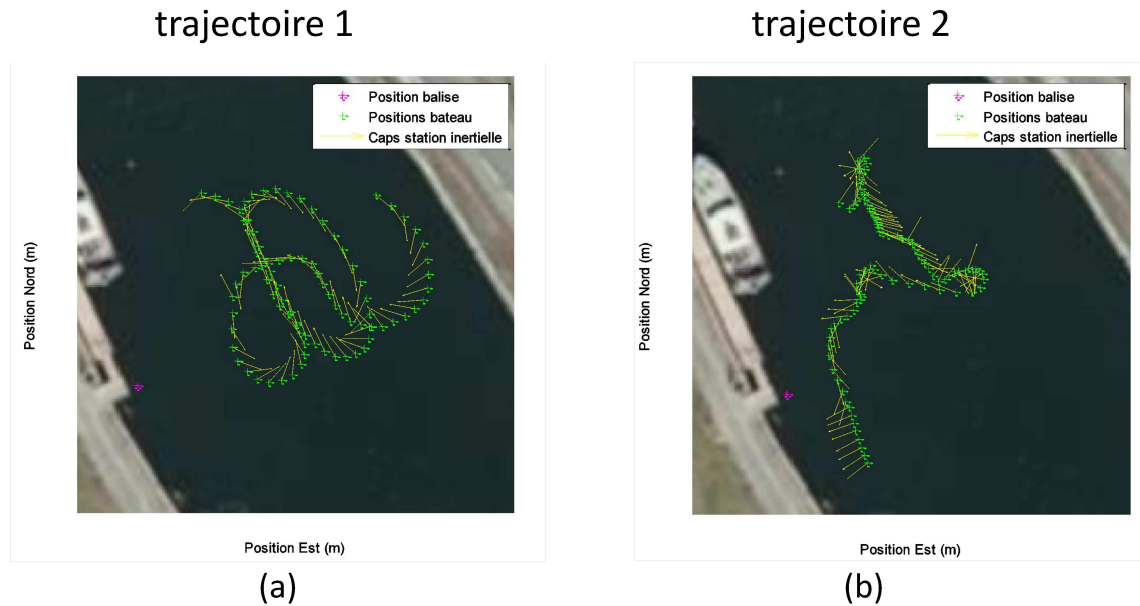 trajectoire 1
trajectoire 2
Position balise
Positions bateau
Caps station inertielle
Position Nord (m)
Position Est (m)
Position balise
Positions bateau
Caps station inertielle
Position Nord (m)
Position Est (m)
(a)
(b)